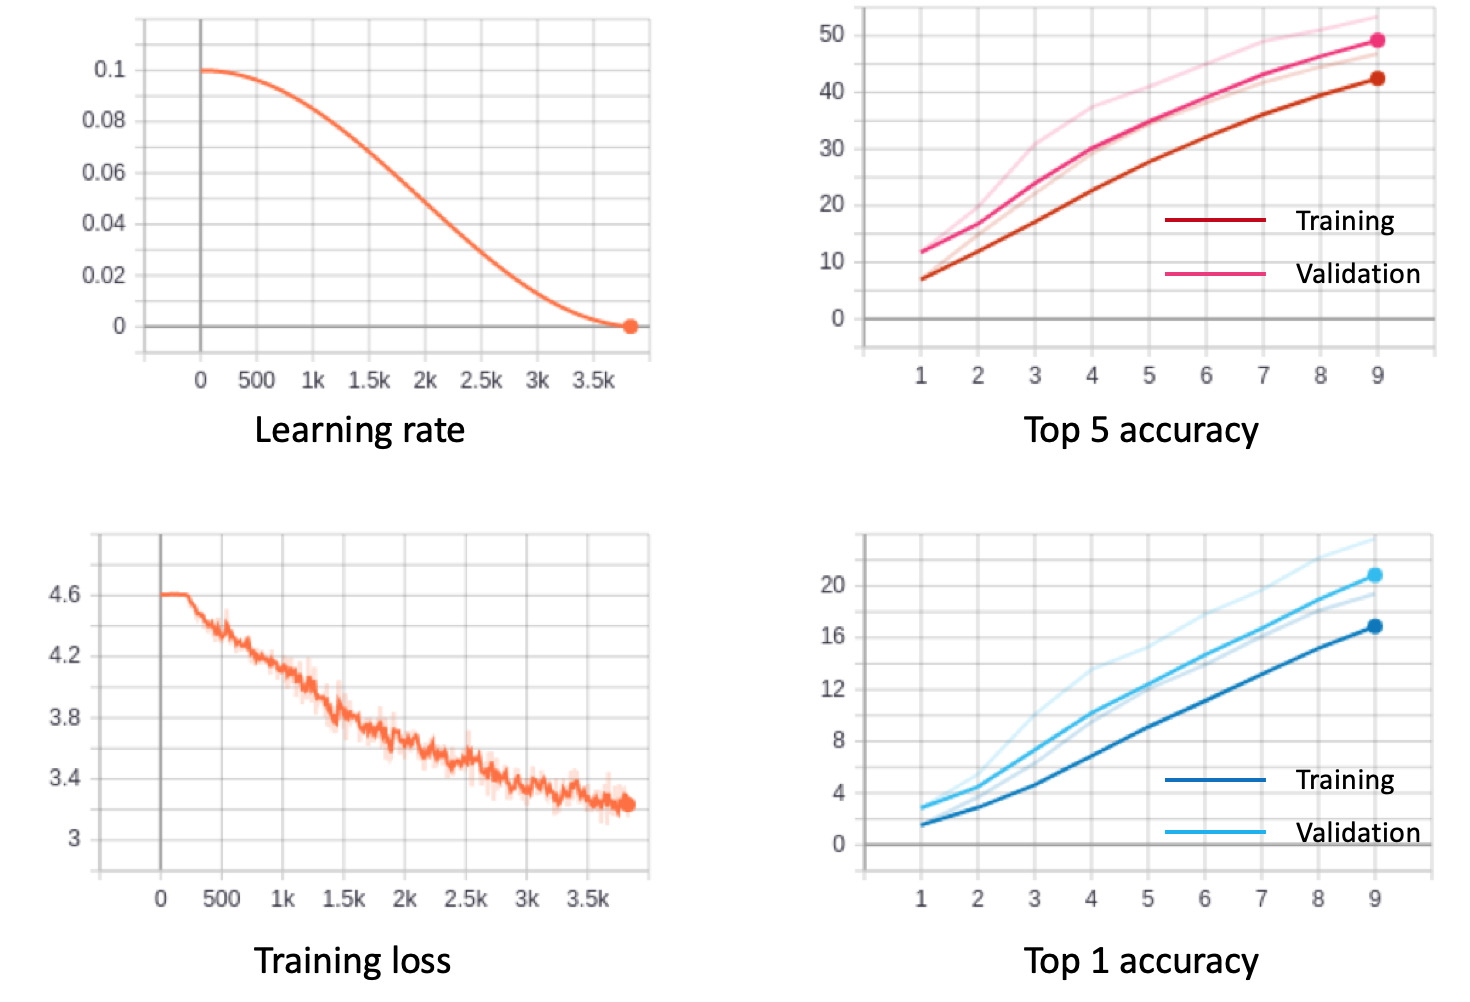 0.1
0.08
0.06
0.04
0.02
0
0 500 1k 1.5k 2k 2.5k 3k 3.5k
Learning rate
50
40
30
20
10
0
Training
Validation
1 2 3 4 5 6 7 8 9
Top 5 accuracy
4.6
4.2
3.8
3.4
3
0 500 1k 1.5k 2k 2.5k 3k 3.5k
Training loss
20
16
12
8
4
0
Training
Validation
1 2 3 4 5 6 7 8 9
Top 1 accuracy